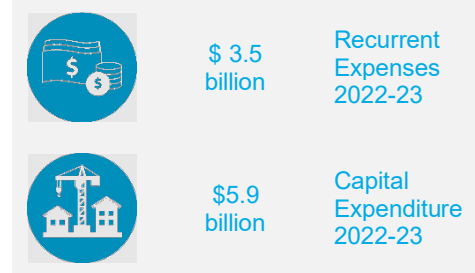 $ 3.5
billion
Recurrent
Expenses
2022-23
$5.9
billion
Capital
Expenditure
2022-23